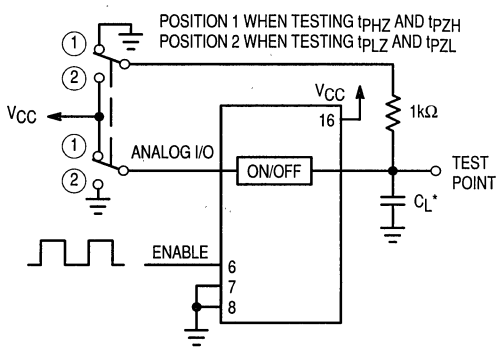 POSITION 1 WHEN TESTING tPHZ AND tPZH
POSITION 2 WHEN TESTING tPLZ AND tPZL
1
2
VCC
VCC
16
1kΩ
1
2
ANALOG I/O
ON/OFF
TEST
POINT
CL*
ENABLE
6
7
8